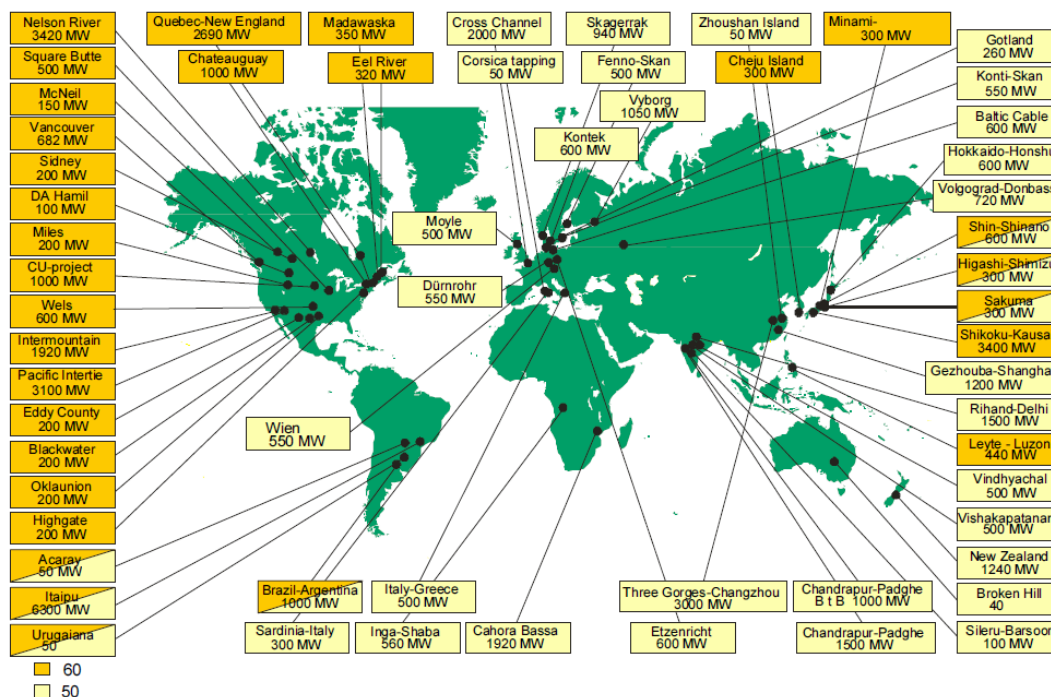 Nelson River
3420 MW
Square Butte
500 MW
McNeil
150 MW
Vancouver
682 MW
Sidney
200 MW
DA Hamil
100 MW
Miles
200 MW
CU-project
1000 MW
Wels
600 MW
Intermountain
1920 MW
Pacific Intertie
3100 MW
Eddy County
200 MW
Blackwater
200 MW
Oklaunion
200 MW
Highgate
200 MW
Acaray
50 MW
Itaipu
6300 MW
Urugaiana
50
60
50
Quebec-New England
2690 MW
Chateauguay
1000 MW
Madawaska
350 MW
Eel River
320 MW
Cross Channel
2000 MW
Corsica tapping
50 MW
Skagerrak
940 MW
Fenno-Skan
500 MW
Vyborg
1050 MW
Kontek
600 MW
Zhoushan Island
50 MW
Cheju Island
300 MW
Minami-
300 MW
Moyle
500 MW
Dürnrohr
550 MW
Wien
550 MW
Gotland
260 MW
Konti-Skan
550 MW
Baltic Cable
600 MW
Hokkaido-Honshu
600 MW
Volgograd-Donbass
720 MW
Shin-Shinano
600 MW
Higashi-Shimizu
300 MW
Sakuma
300 MW
Shikoku-Kausai
3400 MW
Gezhouba-Shanghai
1200 MW
Rihand-Delhi
1500 MW
Leyte - Luzon
440 MW
Vindhyachal
500 MW
Vishakapatanam
500 MW
New Zealand
1240 MW
Broken Hill
40
Sileru-Barsoor
100 MW
Brazil-Argentina
1000 MW
Sardinia-Italy
300 MW
Italy-Greece
500 MW
Inga-Shaba
560 MW
Cahora Bassa
1920 MW
Three Gorges-Changzhou
3000 MW
Etzenricht
600 MW
Chandrapur-Padghe
B t B 1000 MW
Chandrapur-Padghe
1500 MW